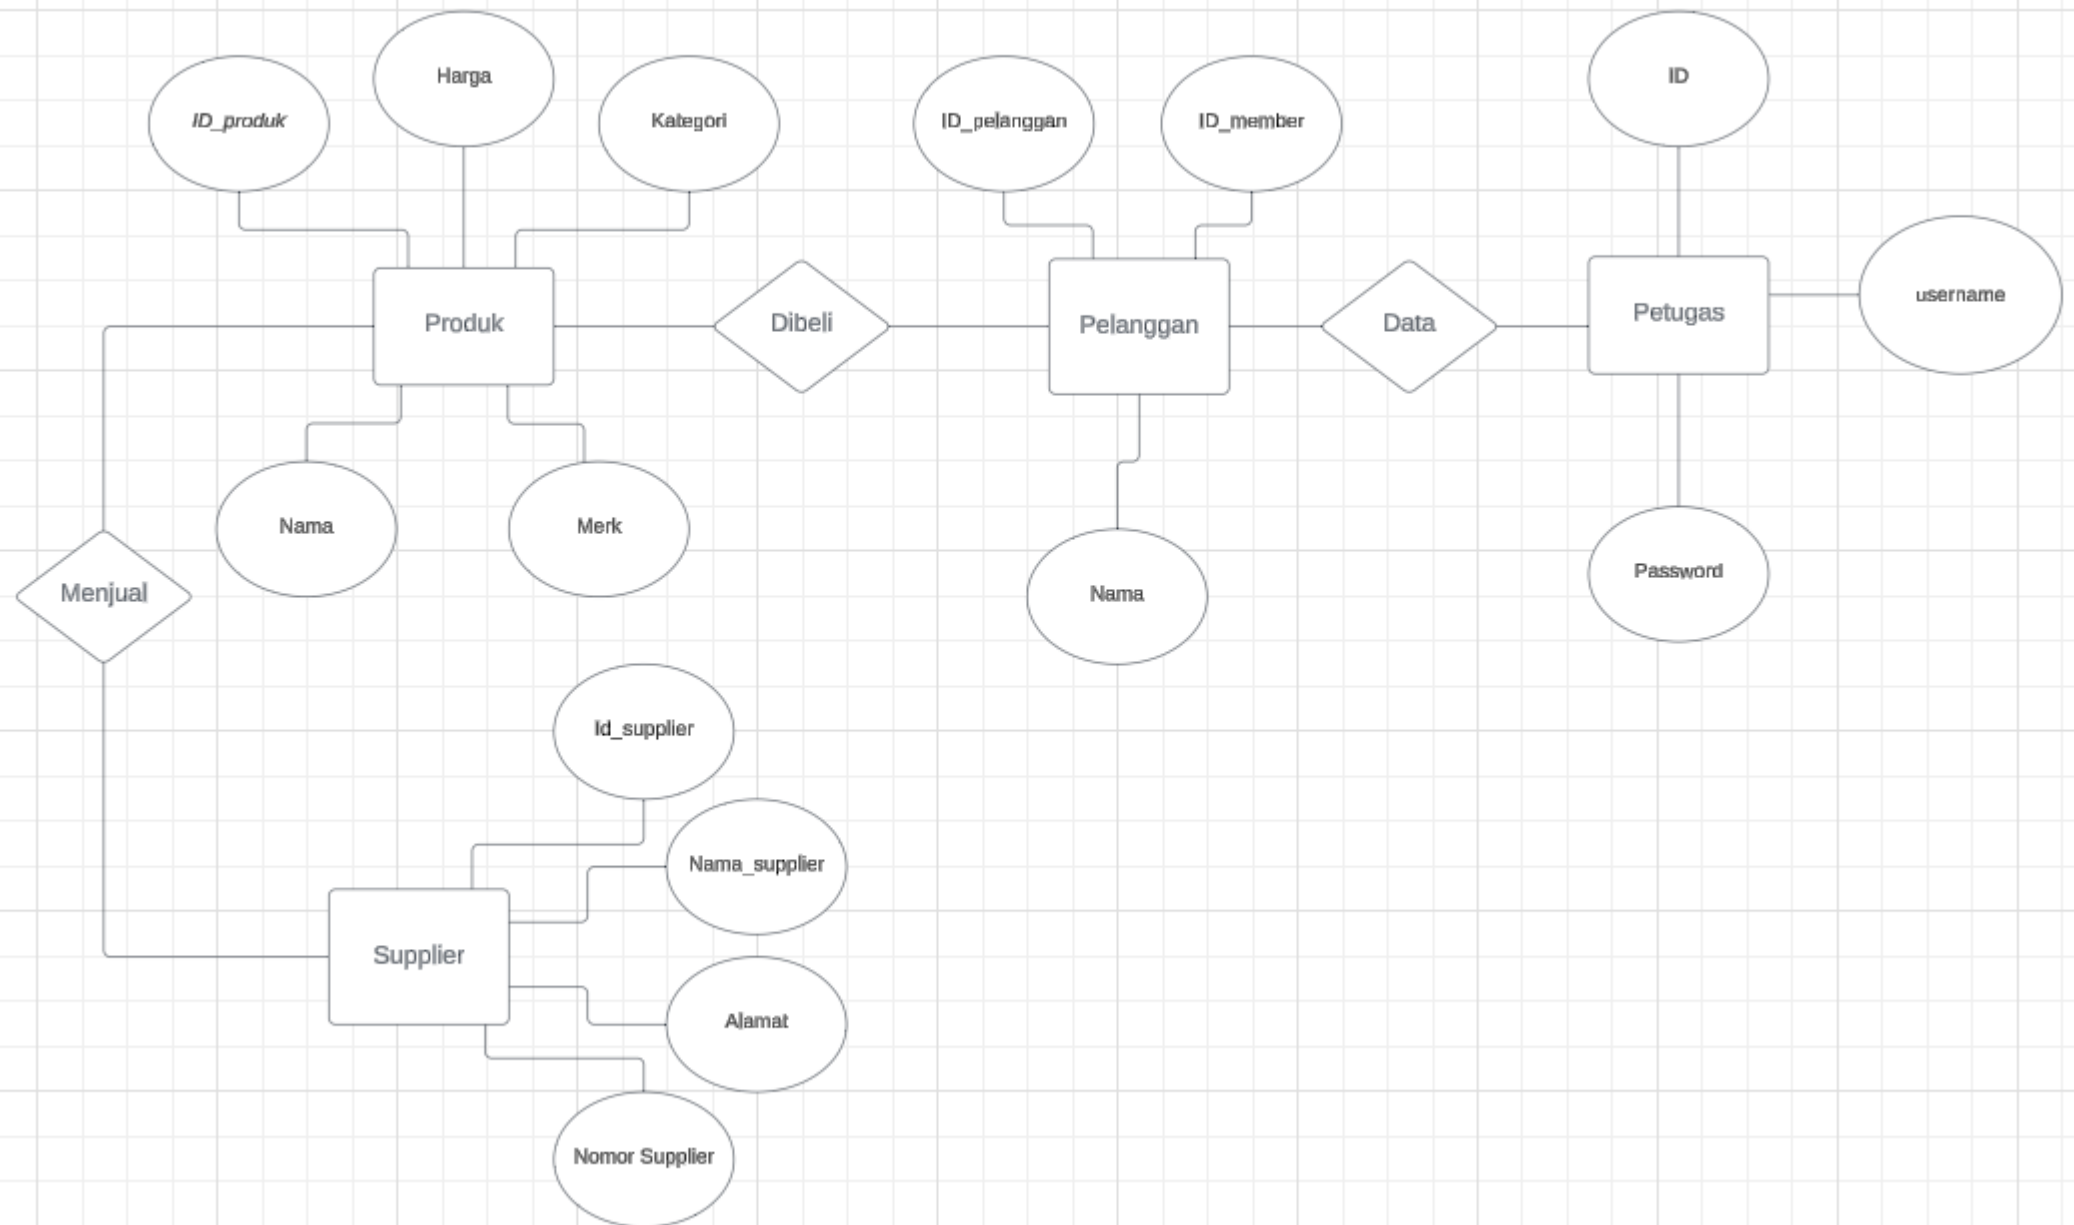 Harga
ID
ID_produk
Kategori
ID_pelanggan
ID_member
username
Produk
Dibeli
Pelanggan
Data
Petugas
Nama
Merk
Password
Menjual
Nama
Id_supplier
Nama_supplier
Supplier
Alamat
Nomor Supplier